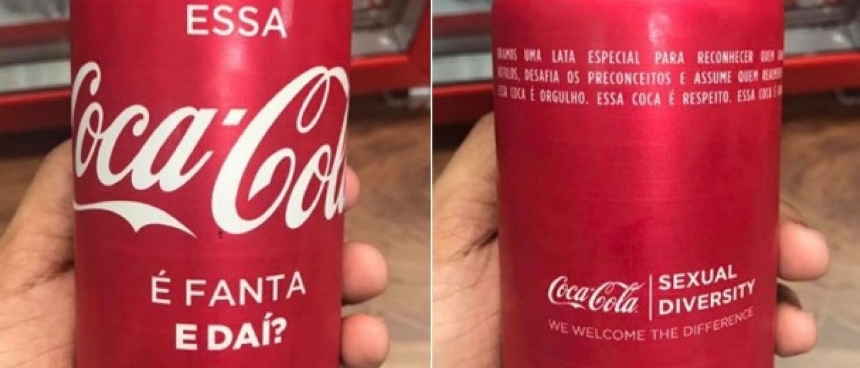 ESSA
Coca-Cola
É FANTA
E DAÍ?
UMA LATA ESPECIAL PARA RECONHECER QUEM
DESAFIA OS PRECONCEITOS E ASSUME QUEM
COCA É ORGULHO. ESSA COCA É RESPEITO. ESSA COCA É
Coca-Cola
SEXUAL
DIVERSITY
WE WELCOME THE DIFFERENCE